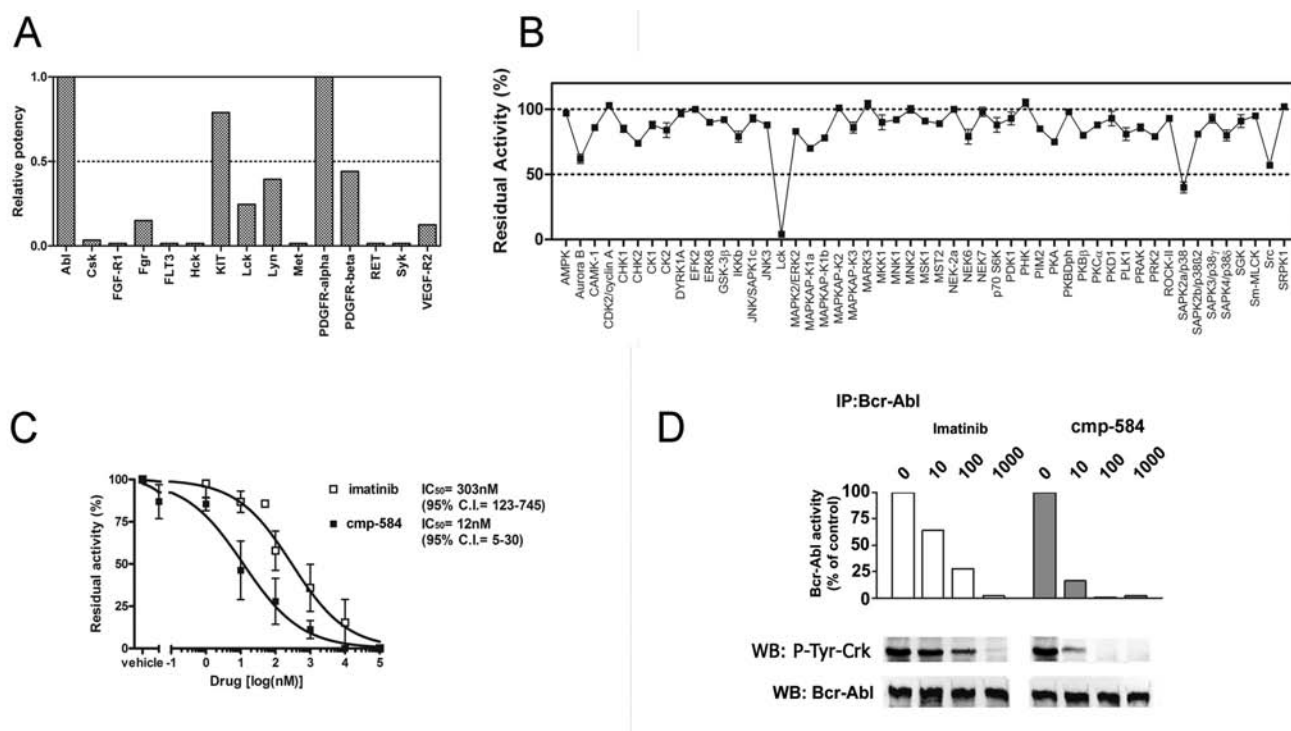 A
Relative potency
1.0
0.5
0.0
Abl
Csk
FGF-R1
Fgr
FLT3
Hck
KIT
Lck
Lyn
Met
PDGFR-alpha
PDGFR-beta
RET
Syk
VEGF-R2
B
Residual Activity (%)
100
50
0
AMPK
Aurora B
CAMK-1
CDK2/cyclin A
CHK1
CHK2
CK1
CK2
DYRK1A
EFK2
ERK8
GSK-3β
IKKb
JNK/SAPK1c
JNK3
Lck
MAPK2/ERK2
MAPKAP-K1a
MAPKAP-K1b
MAPKAP-K2
MAPKAP-K3
MARK3
MKK1
MNK1
MNK2
MSK1
MST2
NEK-2a
NEK6
NEK7
p70 S6K
PDK1
PHK
PIM2
PKA
PKBDph
PKBβ
PKCα
PKD1
PLK1
PRAK
PRK2
ROCK-II
SAPK2a/p38
SAPK2b/p38ß2
SAPK3/p38γ
SAPK4/p38δ
SGK
Sm-MLCK
Src
SRPK1
C
Residual activity (%)
100
75
50
25
0
vehicle -1 0 1 2 3 4 5
Drug [log(nM)]
imatinib IC50= 303nM
(95% C.I.= 123-745)
cmp-584 IC50= 12nM
(95% C.I.= 5-30)
D
IP:Bcr-Abl
Imatinib cmp-584
0 10 100 1000 0 10 100 1000
Bcr-Abl activity
(% of control)
100
75
50
25
0
WB: P-Tyr-Crk
WB: Bcr-Abl